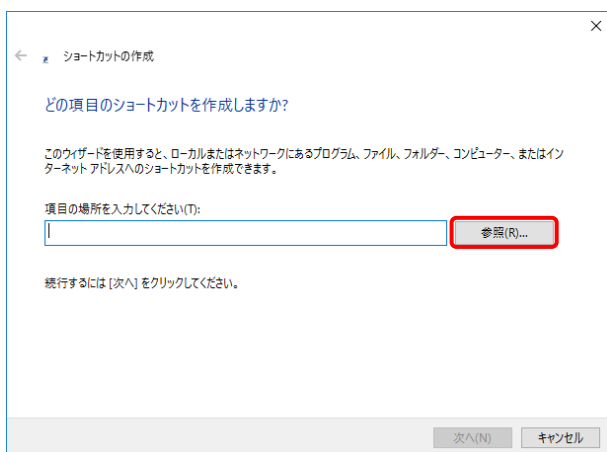 ショートカットの作成
どの項目のショートカットを作成しますか?
このウィザードを使用すると、ローカルまたはネットワークにあるプログラム、ファイル、フォルダー、コンピューター、またはイン
ターネット アドレスへのショートカットを作成できます。
項目の場所を入力してください(T):
参照(R)...
続行するには [次へ] をクリックしてください。
次へ(N) キャンセル